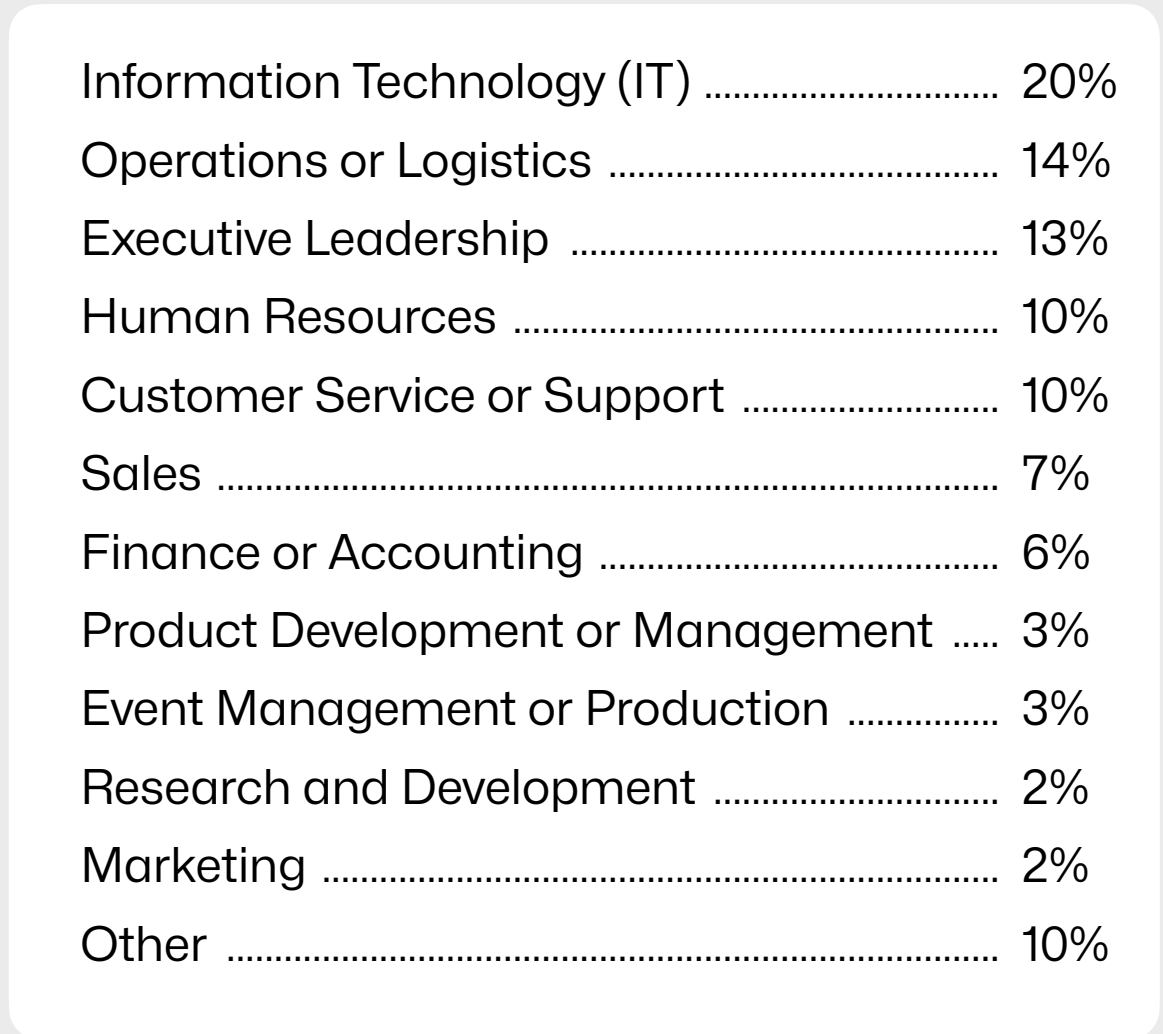 Information Technology (IT) ............................... 20%
Operations or Logistics ......................................... 14%
Executive Leadership ............................................. 13%
Human Resources ................................................... 10%
Customer Service or Support ........................... 10%
Sales .................................................................................. 7%
Finance or Accounting .......................................... 6%
Product Development or Management ..... 3%
Event Management or Production ................ 3%
Research and Development .............................. 2%
Marketing ....................................................................... 2%
Other ................................................................................. 10%